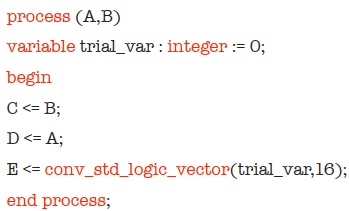 process (A,B)
variable trial_var : integer := 0;
begin
C <= B;
D <= A;
E <= conv_std_logic_vector(trial_var,16);
end process;